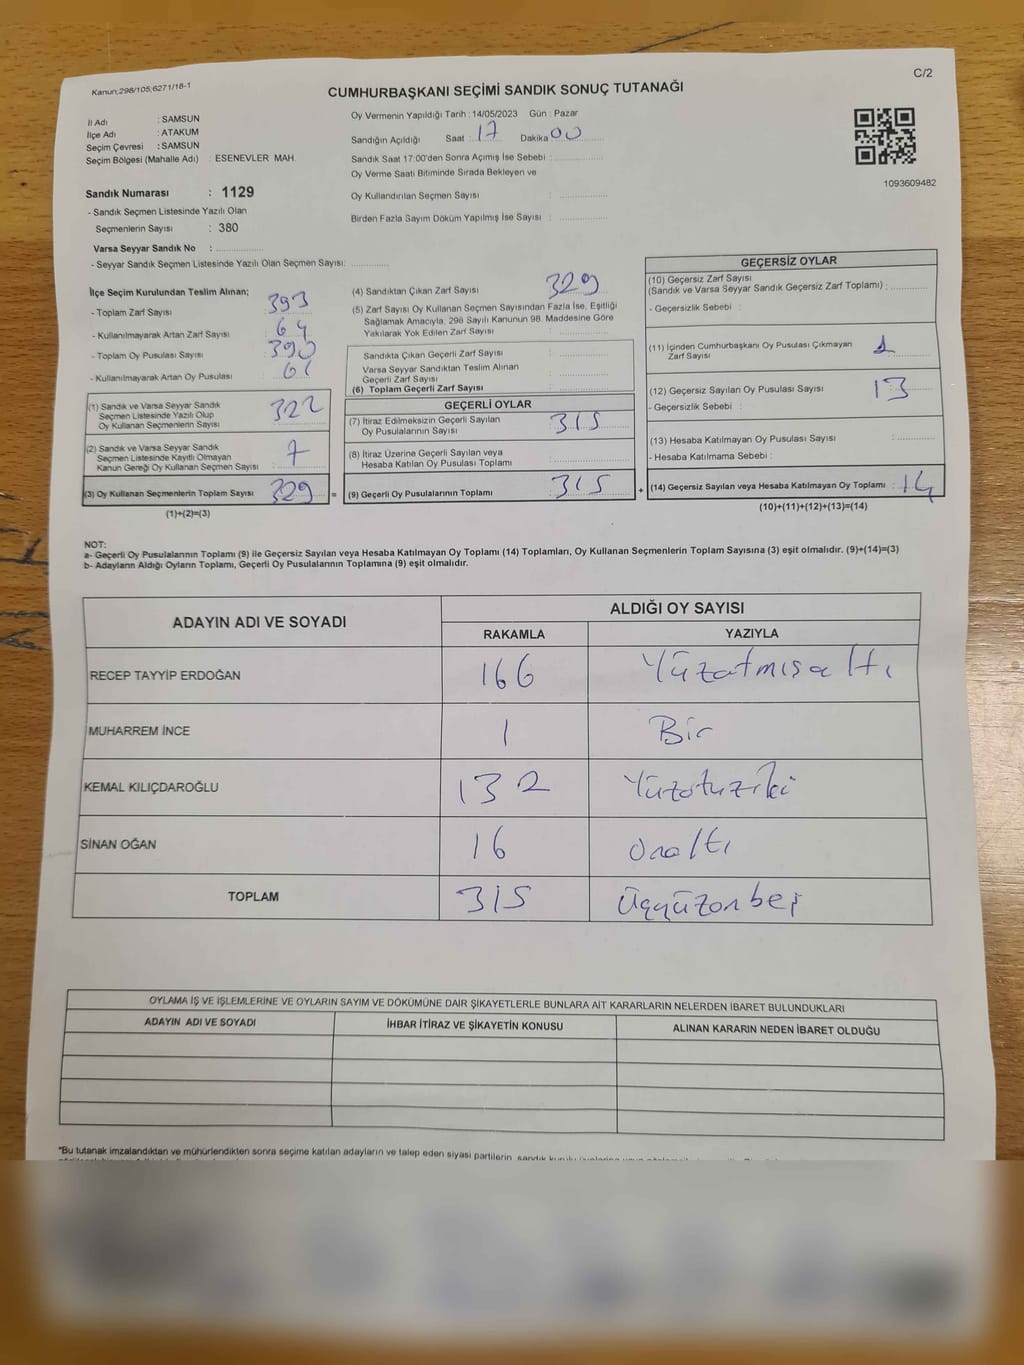 Kanun:298/105;6271/18-1
C/2
CUMHURBAŞKANI SEÇİMİ SANDIK SONUÇ TUTANAĞI
İl Adı : SAMSUN
İlçe Adı : ATAKUM
Seçim Çevresi : SAMSUN
Seçim Bölgesi (Mahalle Adı) : ESENEVLER MAH.
Sandık Numarası : 1129
- Sandık Seçmen Listesinde Yazılı Olan
Seçmenlerin Sayısı : 380
Varsa Seyyar Sandık No :
- Seyyar Sandık Seçmen Listesinde Yazılı Olan Seçmen Sayısı:
Oy Vermenin Yapıldığı Tarih : 14/05/2023 Gün : Pazar
Sandığın Açıldığı Saat : 17 Dakika : 00
Sandık Saat 17:00'den Sonra Açımış İse Sebebi :
Oy Verme Saati Bitiminde Sırada Bekleyen ve
Oy Kullandırılan Seçmen Sayısı :
Birden Fazla Sayım Döküm Yapılmış İse Sayısı :
1093609482
İlçe Seçim Kurulundan Teslim Alınan;
- Toplam Zarf Sayısı : 393
- Kullanılmayarak Artan Zarf Sayısı : 64
- Toplam Oy Pusulası Sayısı : 390
- Kullanılmayarak Artan Oy Pusulası : 61
(1) Sandık ve Varsa Seyyar Sandık
Seçmen Listesinde Yazılı Olup
Oy Kullanan Seçmenlerin Sayısı : 322
(2) Sandık ve Varsa Seyyar Sandık
Seçmen Listesinde Kayıtlı Olmayan
Kanun Gereği Oy Kullanan Seçmen Sayısı : 7
(3) Oy Kullanan Seçmenlerin Toplam Sayısı : 329 =
(1)+(2)=(3)
(4) Sandıktan Çıkan Zarf Sayısı : 329
(5) Zarf Sayısı Oy Kullanan Seçmen Sayısından Fazla İse, Eşitliği
Sağlamak Amacıyla; 298 Sayılı Kanunun 98. Maddesine Göre
Yakılarak Yok Edilen Zarf Sayısı :
Sandıkta Çıkan Geçerli Zarf Sayısı :
Varsa Seyyar Sandıktan Teslim Alınan
Geçerli Zarf Sayısı :
(6) Toplam Geçerli Zarf Sayısı :
GEÇERLİ OYLAR
(7) İtiraz Edilmeksizin Geçerli Sayılan
Oy Pusulalarının Sayısı : 315
(8) İtiraz Üzerine Geçerli Sayılan veya
Hesaba Katılan Oy Pusulası Toplamı :
(9) Geçerli Oy Pusulalarının Toplamı : 315 +
GEÇERSİZ OYLAR
(10) Geçersiz Zarf Sayısı
(Sandık ve Varsa Seyyar Sandık Geçersiz Zarf Toplamı) :
- Geçersizlik Sebebi :
(11) İçinden Cumhurbaşkanı Oy Pusulası Çıkmayan
Zarf Sayısı : 1
(12) Geçersiz Sayılan Oy Pusulası Sayısı : 13
- Geçersizlik Sebebi :
(13) Hesaba Katılmayan Oy Pusulası Sayısı :
- Hesaba Katılmama Sebebi :
(14) Geçersiz Sayılan veya Hesaba Katılmayan Oy Toplamı : 14
(10)+(11)+(12)+(13)=(14)
NOT:
a- Geçerli Oy Pusulalarının Toplamı (9) ile Geçersiz Sayılan veya Hesaba Katılmayan Oy Toplamı (14) Toplamları, Oy Kullanan Seçmenlerin Toplam Sayısına (3) eşit olmalıdır. (9)+(14)=(3)
b- Adayların Aldığı Oyların Toplamı, Geçerli Oy Pusulalarının Toplamına (9) eşit olmalıdır.
ADAYIN ADI VE SOYADI
ALDIĞI OY SAYISI
RAKAMLA YAZIYLA
RECEP TAYYİP ERDOĞAN 166 Yüzatmışaltı
MUHARREM İNCE 1 Bir
KEMAL KILIÇDAROĞLU 132 Yüzotuziki
SİNAN OĞAN 16 Onaltı
TOPLAM 315 Üçyüzonbeş
OYLAMA İŞ VE İŞLEMLERİNE VE OYLARIN SAYIM VE DÖKÜMÜNE DAİR ŞİKAYETLERLE BUNLARA AİT KARARLARIN NELERDEN İBARET BULUNDUKLARI
ADAYIN ADI VE SOYADI İHBAR İTİRAZ VE ŞİKAYETİN KONUSU ALINAN KARARIN NEDEN İBARET OLDUĞU
*Bu tutanak imzalandıktan ve mühürlendikten sonra seçime katılan adayların ve talep eden siyasi partilerin